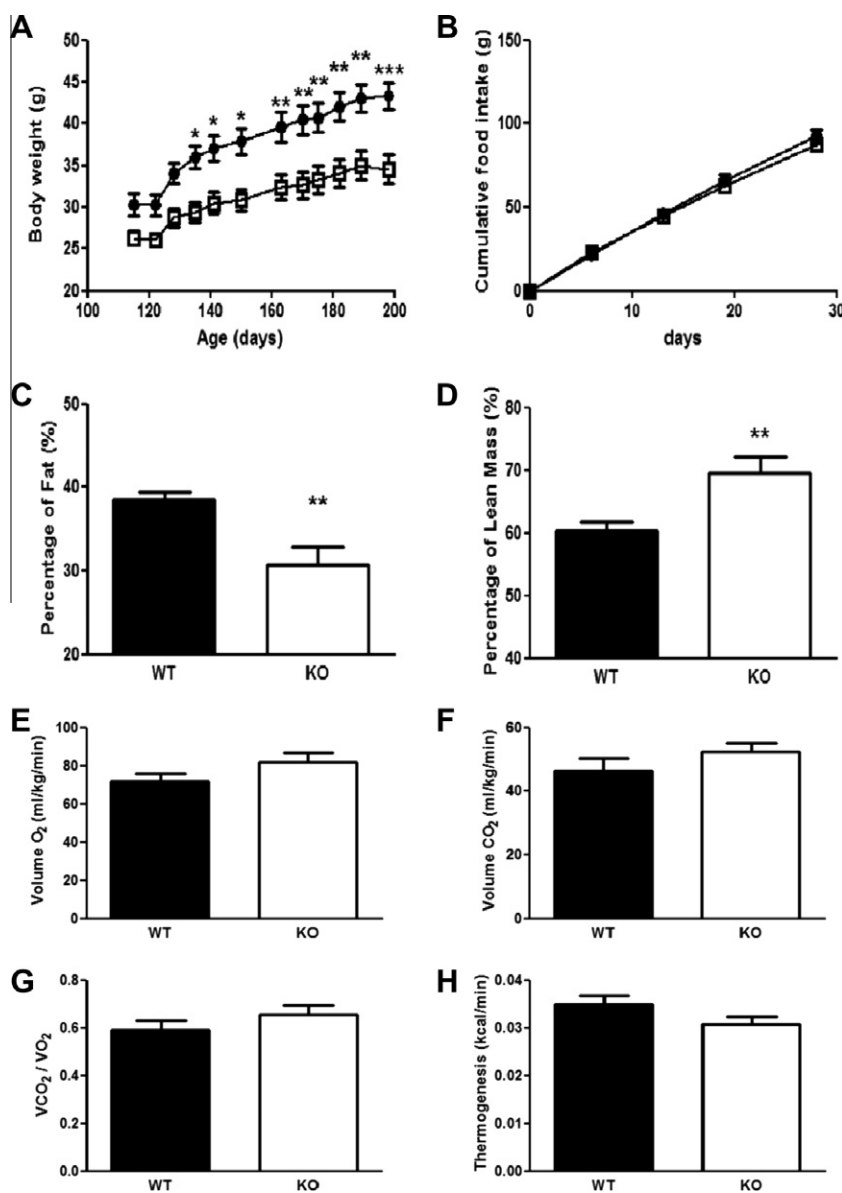 A
Body weight (g)
50
45
40
35
30
25
20
* * * ** ** ** ** ** ***
100 120 140 160 180 200
Age (days)
B
Cumulative food intake (g)
150
100
50
0
0 10 20 30
days
C
Percentage of Fat (%)
50
40
30
20
**
WT KO
D
Percentage of Lean Mass (%)
80
70
60
50
40
**
WT KO
E
Volume O₂ (ml/kg/min)
100
80
60
40
20
0
WT KO
F
Volume CO₂ (ml/kg/min)
60
40
20
0
WT KO
G
VCO₂ / VO₂
0.8
0.6
0.4
0.2
0.0
WT KO
H
Thermogenesis (kcal/min)
0.04
0.03
0.02
0.01
0.00
WT KO